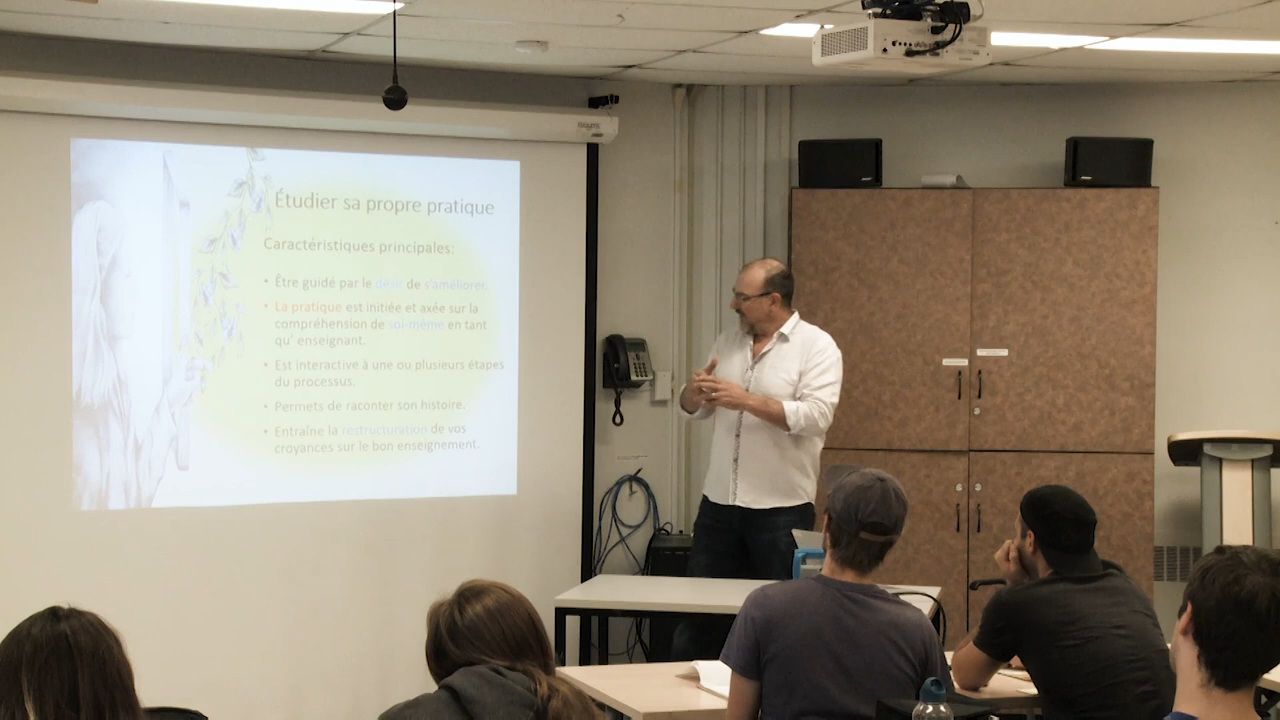 Étudier sa propre pratique
Caractéristiques principales:
• Être guidé par le désir de s'améliorer.
• La pratique est initiée et axée sur la
compréhension de soi-même en tant
qu' enseignant.
• Est interactive à une ou plusieurs étapes
du processus.
• Permets de raconter son histoire.
• Entraîne la restructuration de vos
croyances sur le bon enseignement.